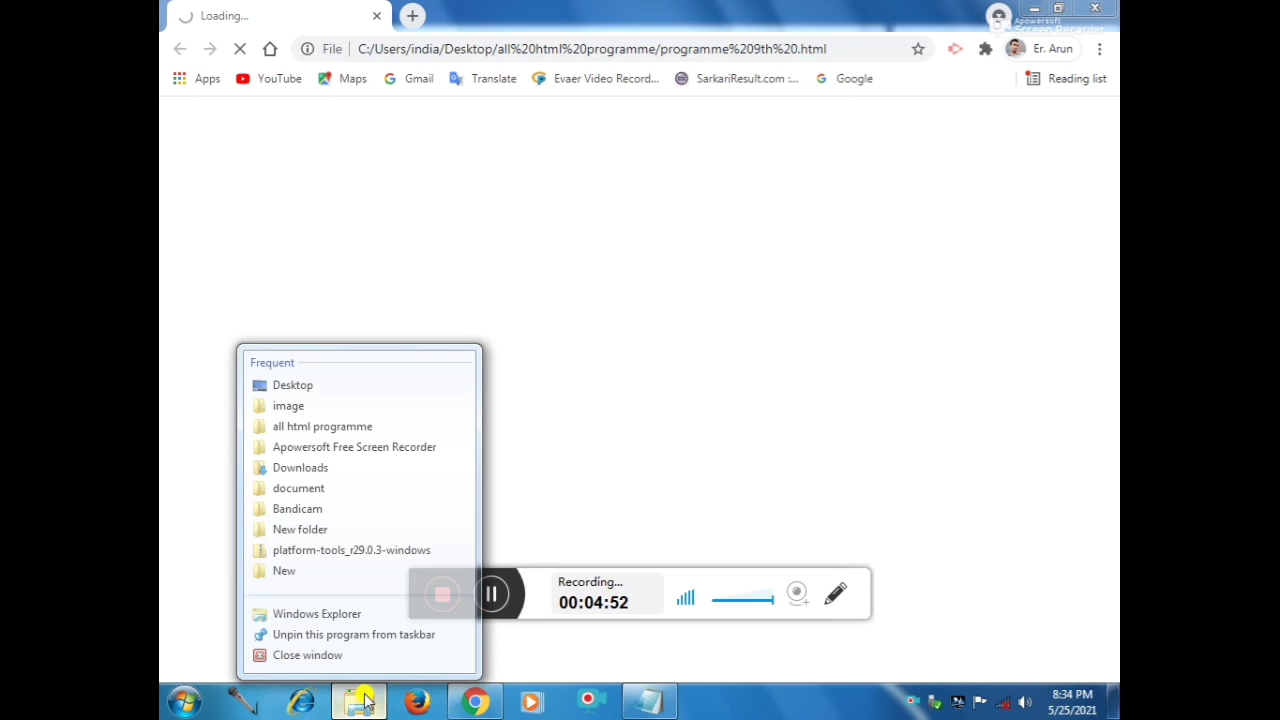 Loading...
Apowersoft
Screen Recorder
File C:/Users/india/Desktop/all%20html%20programme/programme%209th%20.html
Er. Arun
Apps YouTube Maps Gmail Translate Evaer Video Record... SarkariResult.com :... Google Reading list
Frequent
Desktop
image
all html programme
Apowersoft Free Screen Recorder
Downloads
document
Bandicam
New folder
platform-tools_r29.0.3-windows
New
Windows Explorer
Unpin this program from taskbar
Close window
Recording...
00:04:52
8:34 PM
5/25/2021